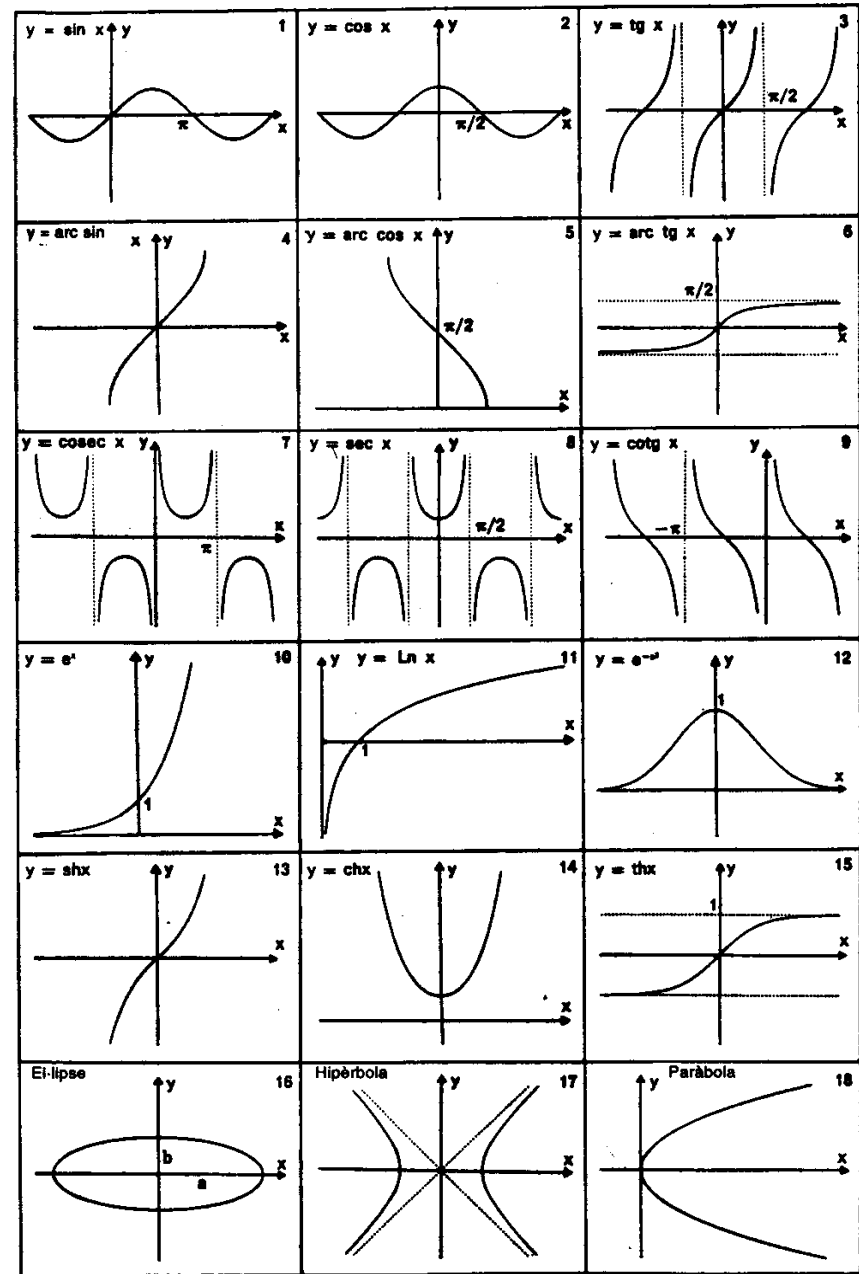 y = sin x y 1
π x
y = cos x y 2
π/2 x
y = tg x y 3
π/2
x
y = arc sin
x y 4
x
y = arc cos x y 5
π/2
x
y = arc tg x y 6
π/2
x
y = cosec x y 7
x
π
y = sec x y 8
x
π/2
y = cotg x y 9
x
-π
y = eˣ y 10
1
x
y y = Ln x 11
x
1
y 12
1
x
y = shx y 13
x
y = chx y 14
x
y = thx y 15
1
x
El·lipse
y 16
b x
a
Hipèrbola
y 17
x
Paràbola
y 18
x